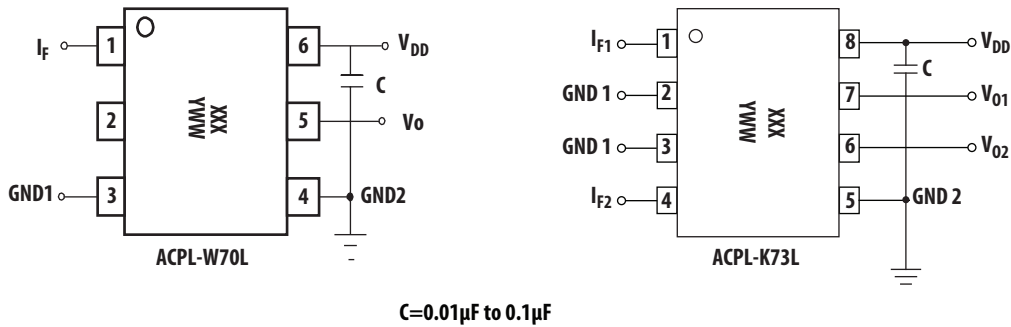 I_F 1 6 V_DD
C
2 XXX YWW 5 Vo
GND1 3 4 GND2
ACPL-W70L
I_F1 1 8 V_DD
C
GND 1 2 7 V_O1
XXX YWW
GND 1 3 6 V_O2
I_F2 4 5 GND 2
ACPL-K73L
C=0.01µF to 0.1µF